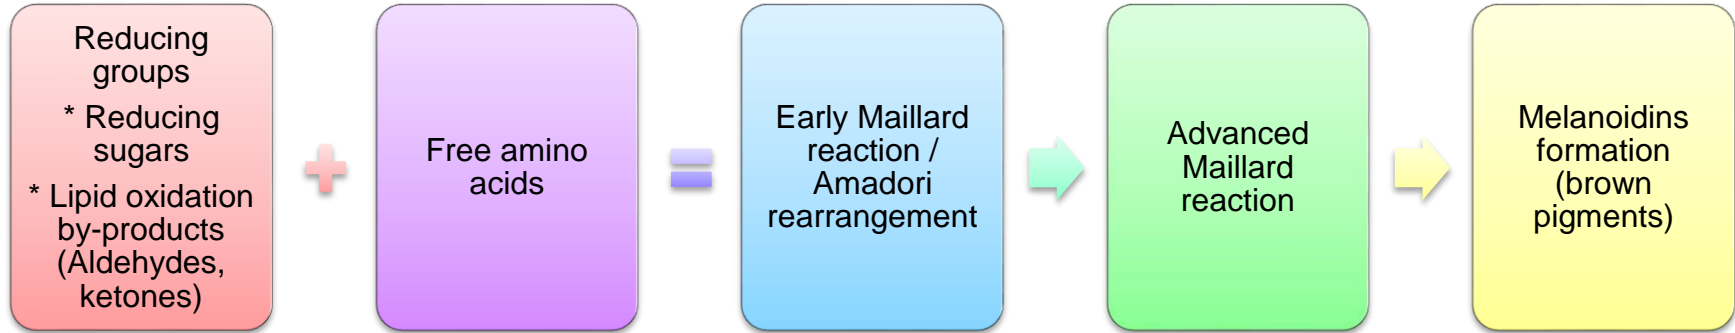 Reducing
groups
* Reducing
sugars
* Lipid oxidation
by-products
(Aldehydes,
ketones)
Free amino
acids
Early Maillard
reaction /
Amadori
rearrangement
Advanced
Maillard
reaction
Melanoidins
formation
(brown
pigments)